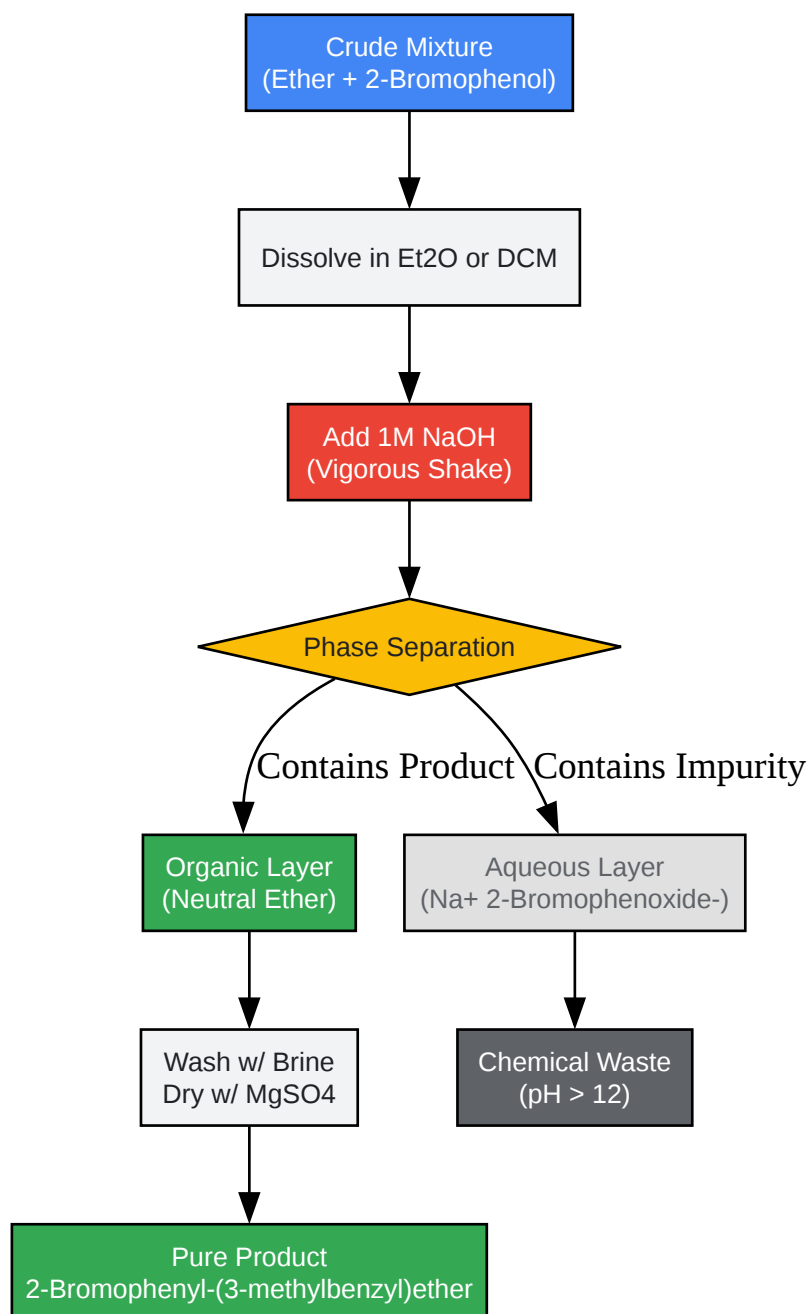 Crude Mixture
(Ether + 2-Bromophenol)
Dissolve in Et2O or DCM
Add 1M NaOH
(Vigorous Shake)
Phase Separation
Contains Product
Contains Impurity
Organic Layer
(Neutral Ether)
Aqueous Layer
(Na+ 2-Bromophenoxide-)
Wash w/ Brine
Dry w/ MgSO4
Chemical Waste
(pH > 12)
Pure Product
2-Bromophenyl-(3-methylbenzyl)ether